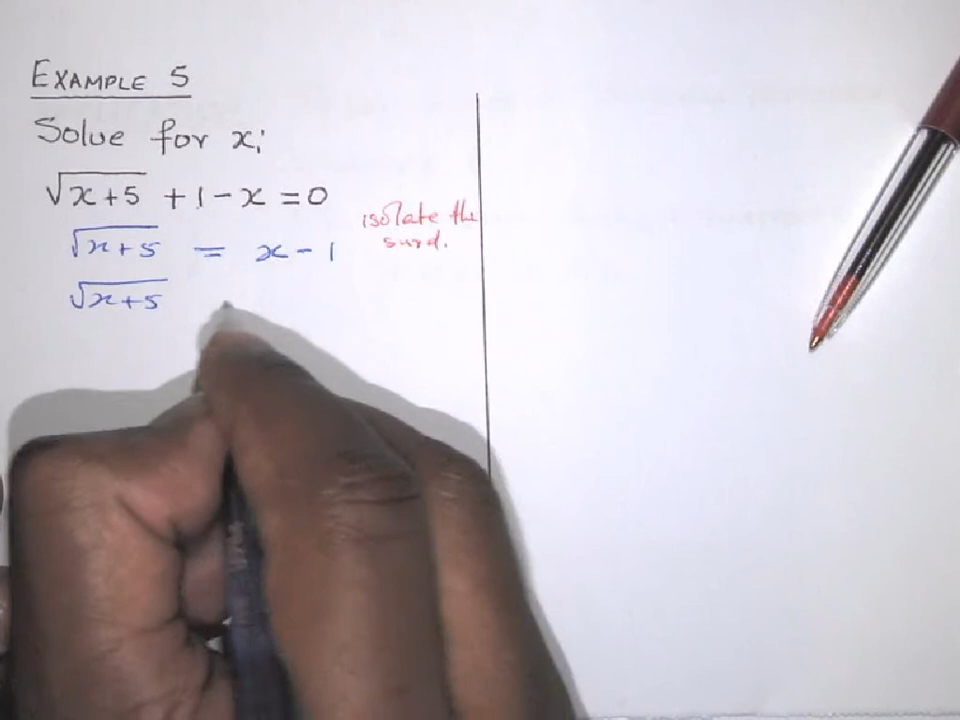 EXAMPLE 5
Solve for x;
√x+5 + 1 - x = 0
isolate the
surd.
√x+5 = x - 1
√x+5